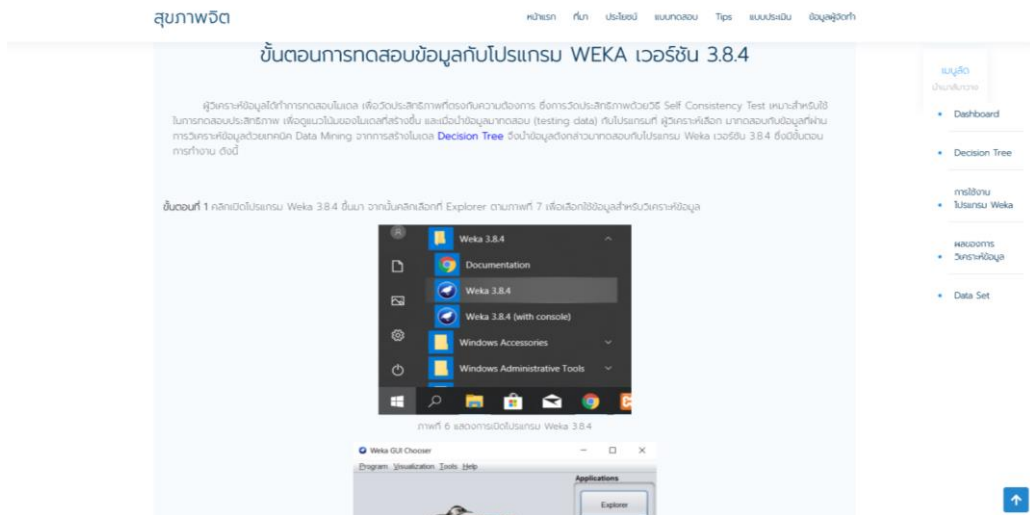 สุขภาพจิต
หน้าแรก ที่มา ประโยชน์ แบบทดสอบ Tips แบบประเมิน ข้อมูลผู้จัดทำ
ขั้นตอนการทดสอบข้อมูลกับโปรแกรม WEKA เวอร์ชัน 3.8.4
ผู้วิเคราะห์ข้อมูลได้ทำการทดสอบโมเดล เพื่อวัดประสิทธิภาพที่ตรงกับความต้องการ ซึ่งการวัดประสิทธิภาพด้วยวิธี Self Consistency Test เหมาะสำหรับใช้
ในการทดสอบประสิทธิภาพ เพื่อดูแนวโน้มของโมเดลที่สร้างขึ้น และเมื่อนำข้อมูลมาทดสอบ (testing data) กับโปรแกรมที่ ผู้วิเคราะห์เลือก มาทดสอบกับข้อมูลที่ผ่าน
การวิเคราะห์ข้อมูลด้วยเทคนิค Data Mining จากการสร้างโมเดล Decision Tree จึงนำข้อมูลดังกล่าวมาทดสอบกับโปรแกรม Weka เวอร์ชัน 3.8.4 ซึ่งมีขั้นตอน
การทำงาน ดังนี้
ขั้นตอนที่ 1 คลิกเปิดโปรแกรม Weka 3.8.4 ขึ้นมา จากนั้นคลิกเลือกที่ Explorer ตามภาพที่ 7 เพื่อเลือกใช้ข้อมูลสำหรับวิเคราะห์ข้อมูล
Weka 3.8.4
Documentation
Weka 3.8.4
Weka 3.8.4 (with console)
Windows Accessories
Windows Administrative Tools
ภาพที่ 6 แสดงการเปิดโปรแกรม Weka 3.8.4
Weka GUI Chooser
Program Visualization Tools Help
Applications
Explorer
เมนูลัด
Dashboard
Decision Tree
การใช้งาน
โปรแกรม Weka
ผลของการ
วิเคราะห์ข้อมูล
Data Set